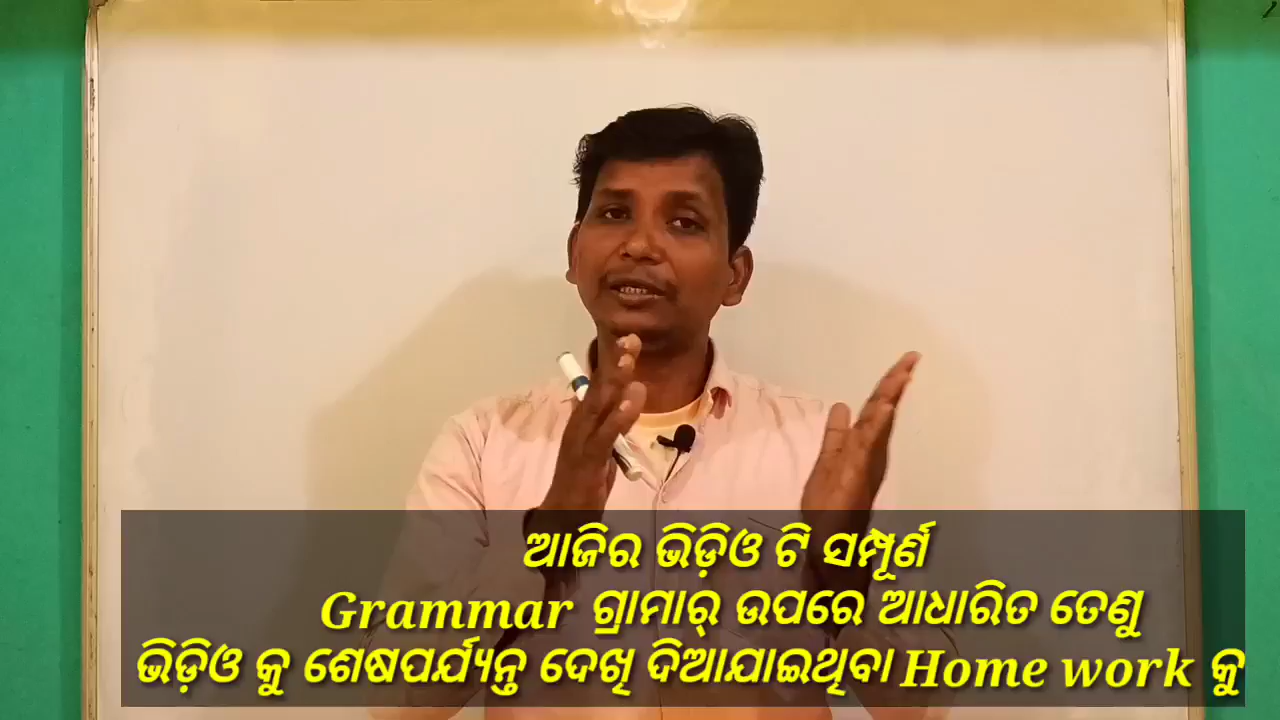 ଆଜିର ଭିଡ଼ିଓ ଟି ସମ୍ପୂର୍ଣ
Grammar ଗ୍ରାମାର୍ ଉପରେ ଆଧାରିତ ତେଣୁ
ଭିଡ଼ିଓ କୁ ଶେଷପର୍ଯ୍ୟନ୍ତ ଦେଖି ଦିଆଯାଇଥିବା Home work କୁ